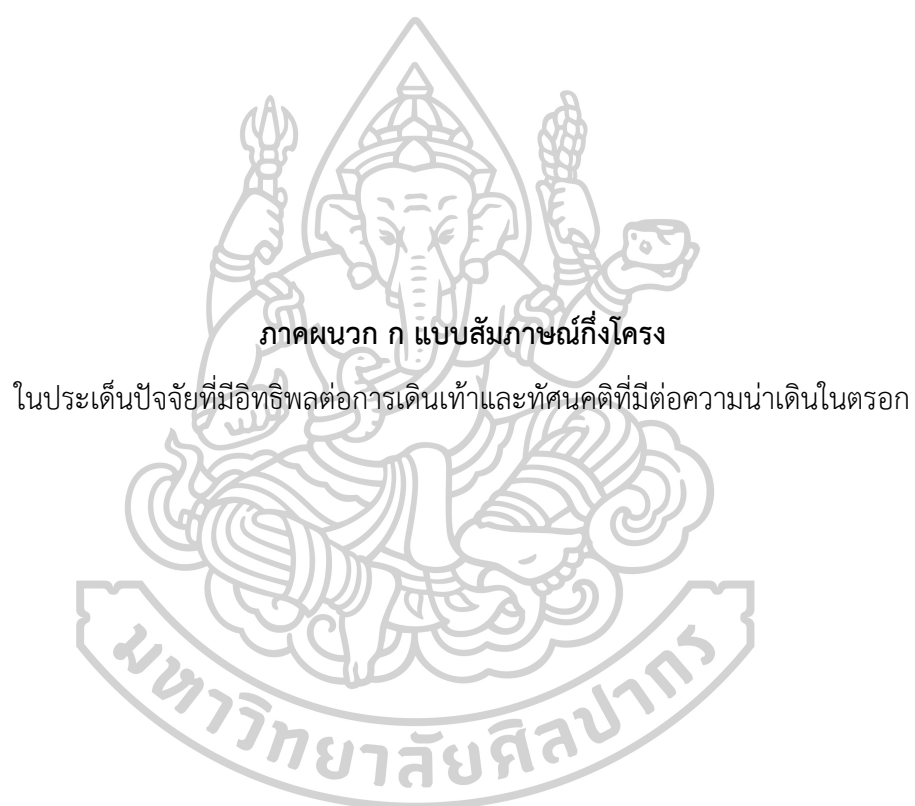 ภาคผนวก ก แบบสัมภาษณ์กึ่งโครง
ในประเด็นปัจจัยที่มีอิทธิพลต่อการเดินเท้าและทัศนคติที่มีต่อความน่าเดินในตรอก
มหาวิทยาลัยศิลปากร